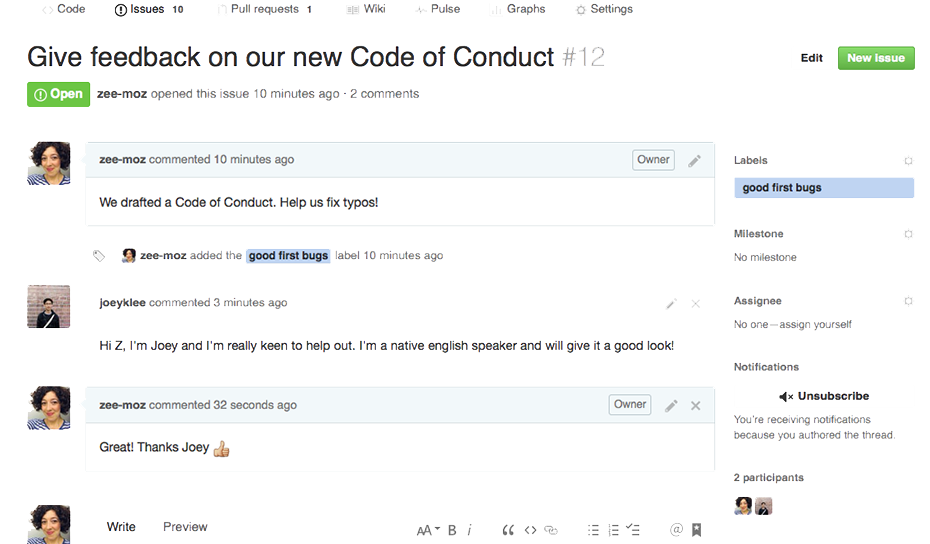 Code Issues 10 Pull requests 1 Wiki Pulse Graphs Settings
Give feedback on our new Code of Conduct #12
Edit New issue
Open zee-moz opened this issue 10 minutes ago · 2 comments
zee-moz commented 10 minutes ago Owner
We drafted a Code of Conduct. Help us fix typos!
zee-moz added the good first bugs label 10 minutes ago
joeyklee commented 3 minutes ago
Hi Z, I'm Joey and I'm really keen to help out. I'm a native english speaker and will give it a good look!
zee-moz commented 32 seconds ago Owner
Great! Thanks Joey 👍
Write Preview AA B i “ <> @
Labels
good first bugs
Milestone
No milestone
Assignee
No one—assign yourself
Notifications
Unsubscribe
You're receiving notifications
because you authored the thread.
2 participants